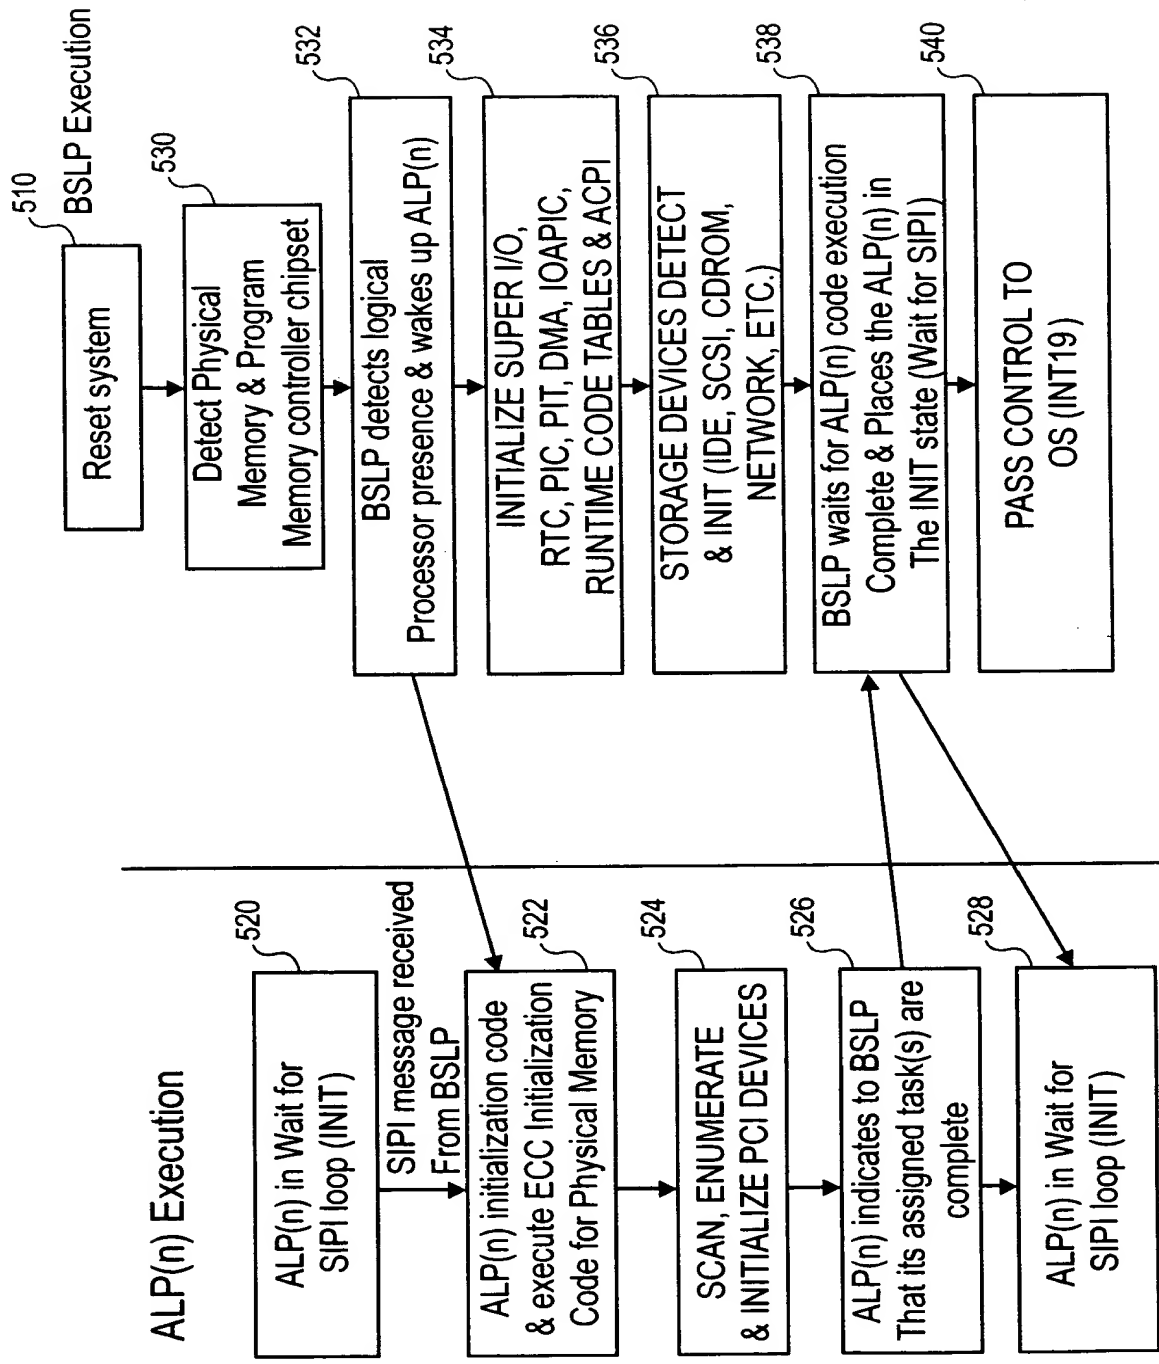 ALP(n) Execution
520
ALP(n) in Wait for
SIPI loop (INIT)
SIPI message received
From BSLP
522
ALP(n) initialization code
& execute ECC Initialization
Code for Physical Memory
524
SCAN, ENUMERATE
& INITIALIZE PCI DEVICES
526
ALP(n) indicates to BSLP
That its assigned task(s) are
complete
528
ALP(n) in Wait for
SIPI loop (INIT)
510
BSLP Execution
Reset system
530
Detect Physical
Memory & Program
Memory controller chipset
532
BSLP detects logical
Processor presence & wakes up ALP(n)
534
INITIALIZE SUPER I/O,
RTC, PIC, PIT, DMA, IOAPIC,
RUNTIME CODE TABLES & ACPI
536
STORAGE DEVICES DETECT
& INIT (IDE, SCSI, CDROM,
NETWORK, ETC.)
538
BSLP waits for ALP(n) code execution
Complete & Places the ALP(n) in
The INIT state (Wait for SIPI)
540
PASS CONTROL TO
OS (INT19)